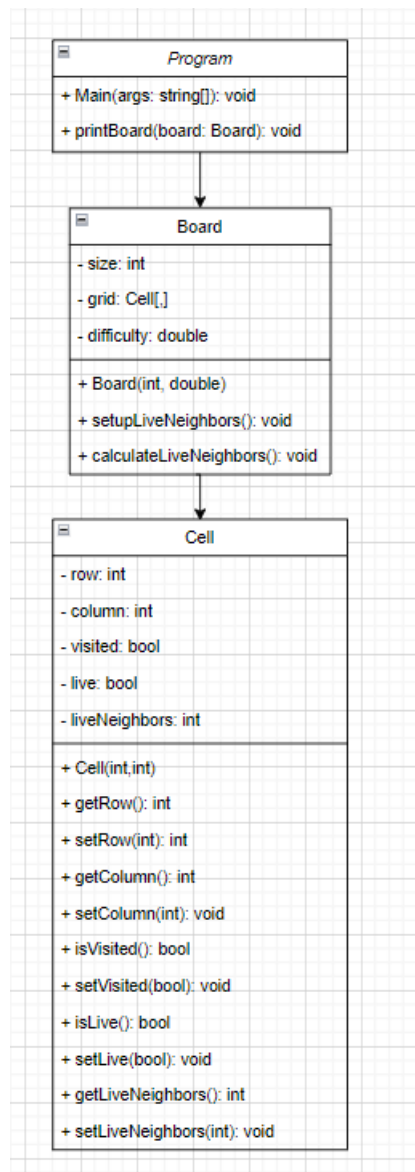 Program
+ Main(args: string[]): void
+ printBoard(board: Board): void
Board
- size: int
- grid: Cell[,]
- difficulty: double
+ Board(int, double)
+ setupLiveNeighbors(): void
+ calculateLiveNeighbors(): void
Cell
- row: int
- column: int
- visited: bool
- live: bool
- liveNeighbors: int
+ Cell(int,int)
+ getRow(): int
+ setRow(int): int
+ getColumn(): int
+ setColumn(int): void
+ isVisited(): bool
+ setVisited(bool): void
+ isLive(): bool
+ setLive(bool): void
+ getLiveNeighbors(): int
+ setLiveNeighbors(int): void